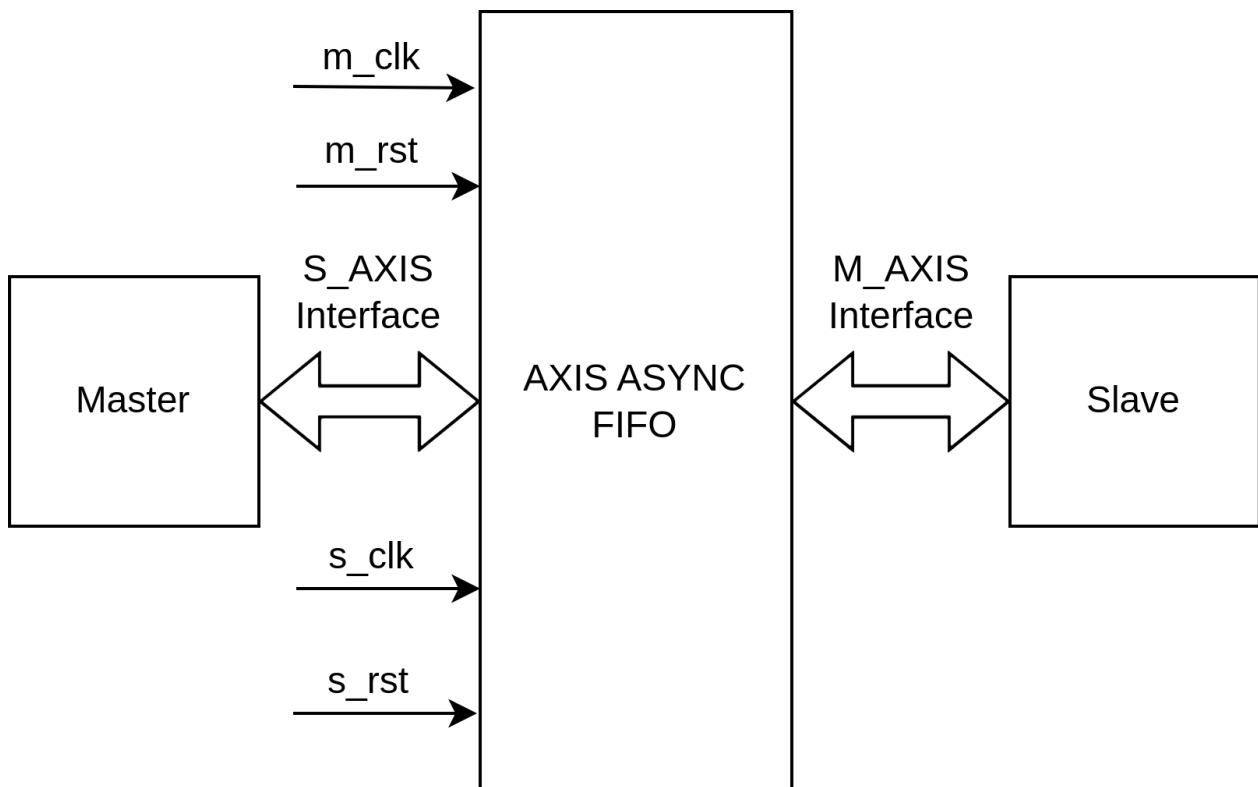 m_clk
m_rst
S_AXIS
Interface
M_AXIS
Interface
Master
AXIS ASYNC
FIFO
Slave
s_clk
s_rst